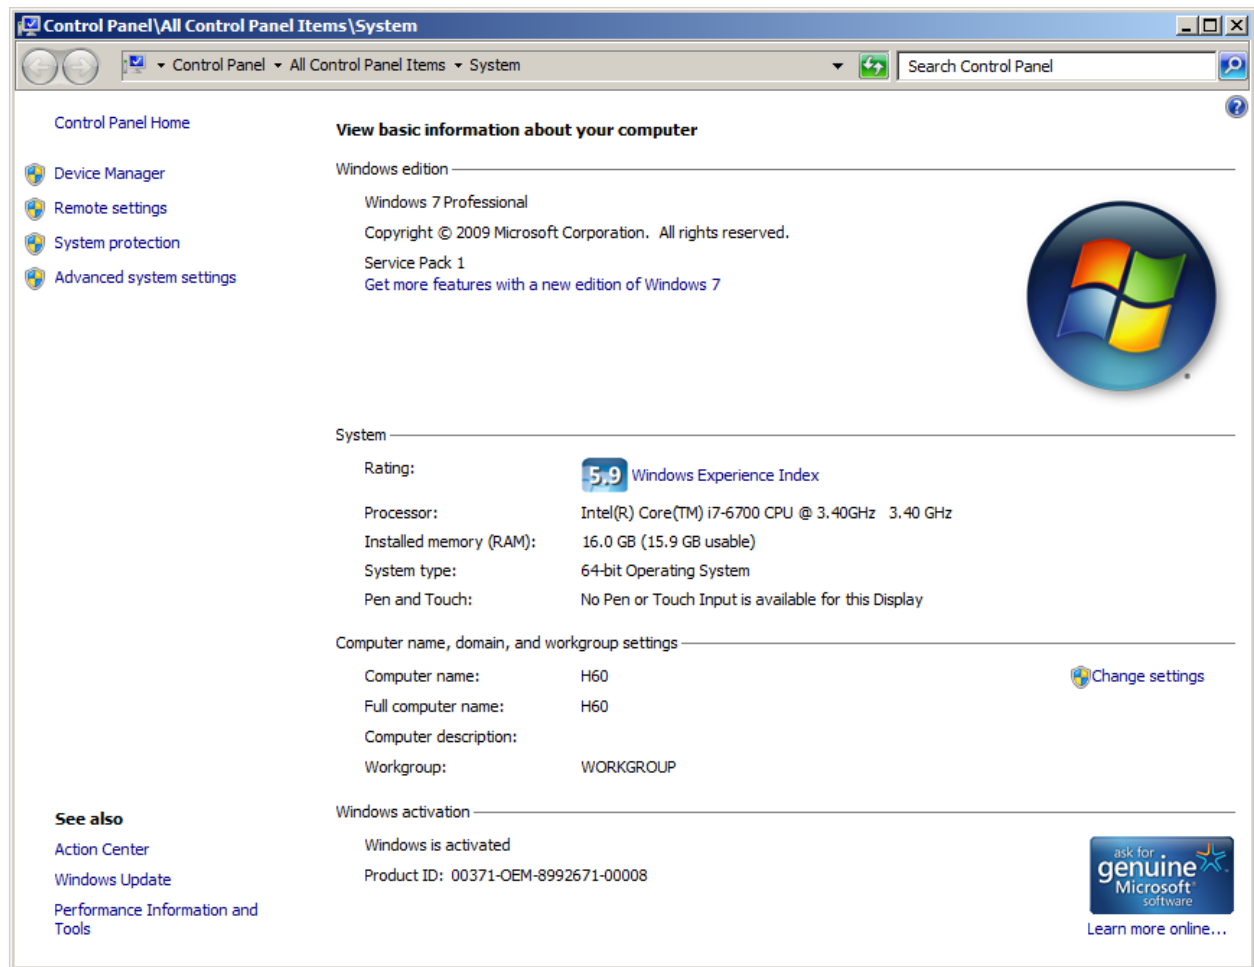 Control Panel\All Control Panel Items\System
Control Panel All Control Panel Items System
Search Control Panel
Control Panel Home
Device Manager
Remote settings
System protection
Advanced system settings
View basic information about your computer
Windows edition
Windows 7 Professional
Copyright © 2009 Microsoft Corporation. All rights reserved.
Service Pack 1
Get more features with a new edition of Windows 7
System
Rating: 5.9 Windows Experience Index
Processor: Intel(R) Core(TM) i7-6700 CPU @ 3.40GHz 3.40 GHz
Installed memory (RAM): 16.0 GB (15.9 GB usable)
System type: 64-bit Operating System
Pen and Touch: No Pen or Touch Input is available for this Display
Computer name, domain, and workgroup settings
Computer name: H60 Change settings
Full computer name: H60
Computer description:
Workgroup: WORKGROUP
Windows activation
Windows is activated
Product ID: 00371-OEM-8992671-00008
ask for
genuine
Microsoft®
software
Learn more online...
See also
Action Center
Windows Update
Performance Information and
Tools